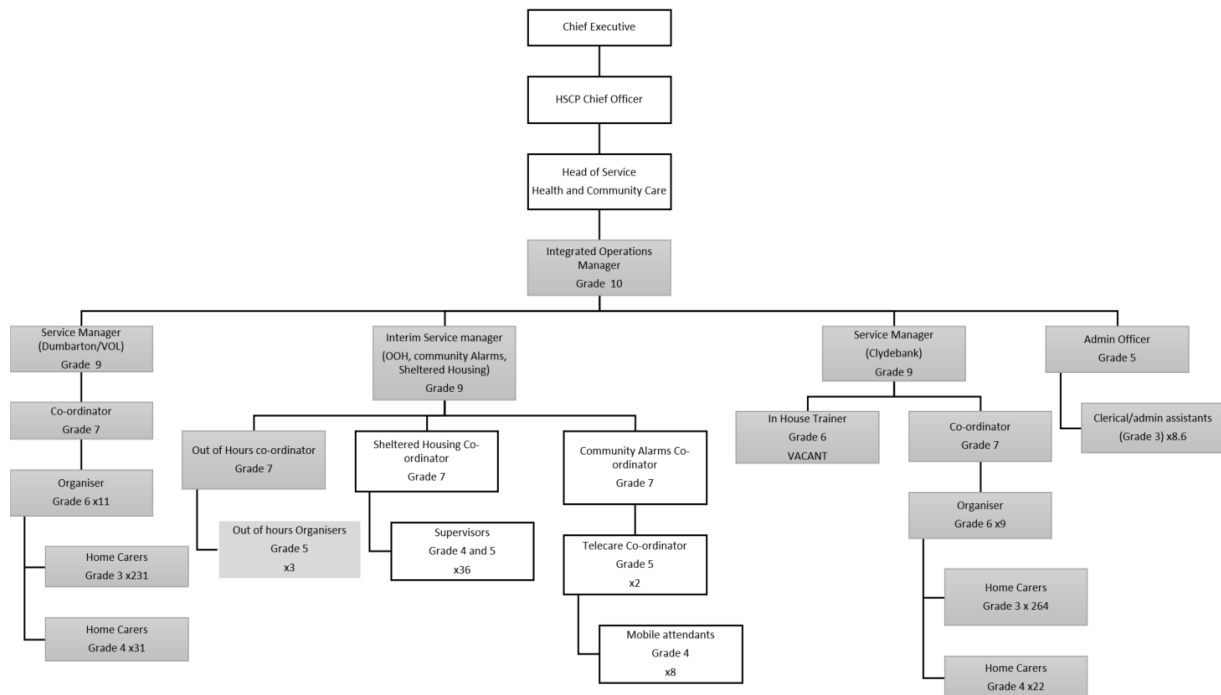 Chief Executive
HSCP Chief Officer
Head of Service
Health and Community Care
Integrated Operations
Manager
Grade 10
Service Manager
(Dumbarton/VOL)
Grade 9
Co-ordinator
Grade 7
Organiser
Grade 6 x11
Home Carers
Grade 3 x231
Home Carers
Grade 4 x31
Interim Service manager
(OOH, community Alarms,
Sheltered Housing)
Grade 9
Out of Hours co-ordinator
Grade 7
Out of hours Organisers
Grade 5
x3
Sheltered Housing Co-
ordinator
Grade 7
Supervisors
Grade 4 and 5
x36
Community Alarms Co-
ordinator
Grade 7
Telecare Co-ordinator
Grade 5
x2
Mobile attendants
Grade 4
x8
Service Manager
(Clydebank)
Grade 9
In House Trainer
Grade 6
VACANT
Co-ordinator
Grade 7
Organiser
Grade 6 x9
Home Carers
Grade 3 x 264
Home Carers
Grade 4 x22
Admin Officer
Grade 5
Clerical/admin assistants
(Grade 3) x8.6